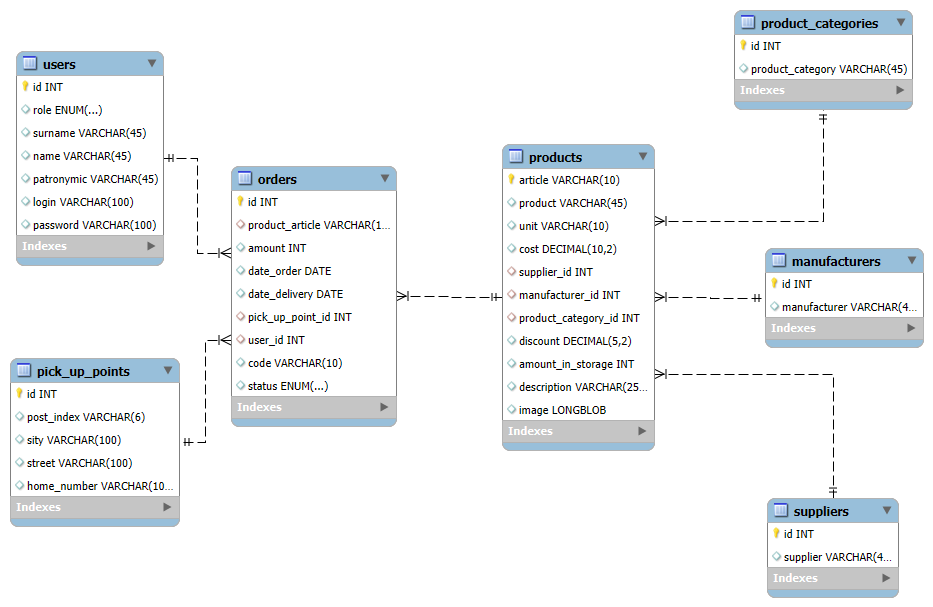 users
id INT
role ENUM(...)
surname VARCHAR(45)
name VARCHAR(45)
patronymic VARCHAR(45)
login VARCHAR(100)
password VARCHAR(100)
Indexes
pick_up_points
id INT
post_index VARCHAR(6)
sity VARCHAR(100)
street VARCHAR(100)
home_number VARCHAR(10...
Indexes
orders
id INT
product_article VARCHAR(1...
amount INT
date_order DATE
date_delivery DATE
pick_up_point_id INT
user_id INT
code VARCHAR(10)
status ENUM(...)
Indexes
products
article VARCHAR(10)
product VARCHAR(45)
unit VARCHAR(10)
cost DECIMAL(10,2)
supplier_id INT
manufacturer_id INT
product_category_id INT
discount DECIMAL(5,2)
amount_in_storage INT
description VARCHAR(25...
image LONGBLOB
Indexes
product_categories
id INT
product_category VARCHAR(45)
Indexes
manufacturers
id INT
manufacturer VARCHAR(4...
Indexes
suppliers
id INT
supplier VARCHAR(4...
Indexes